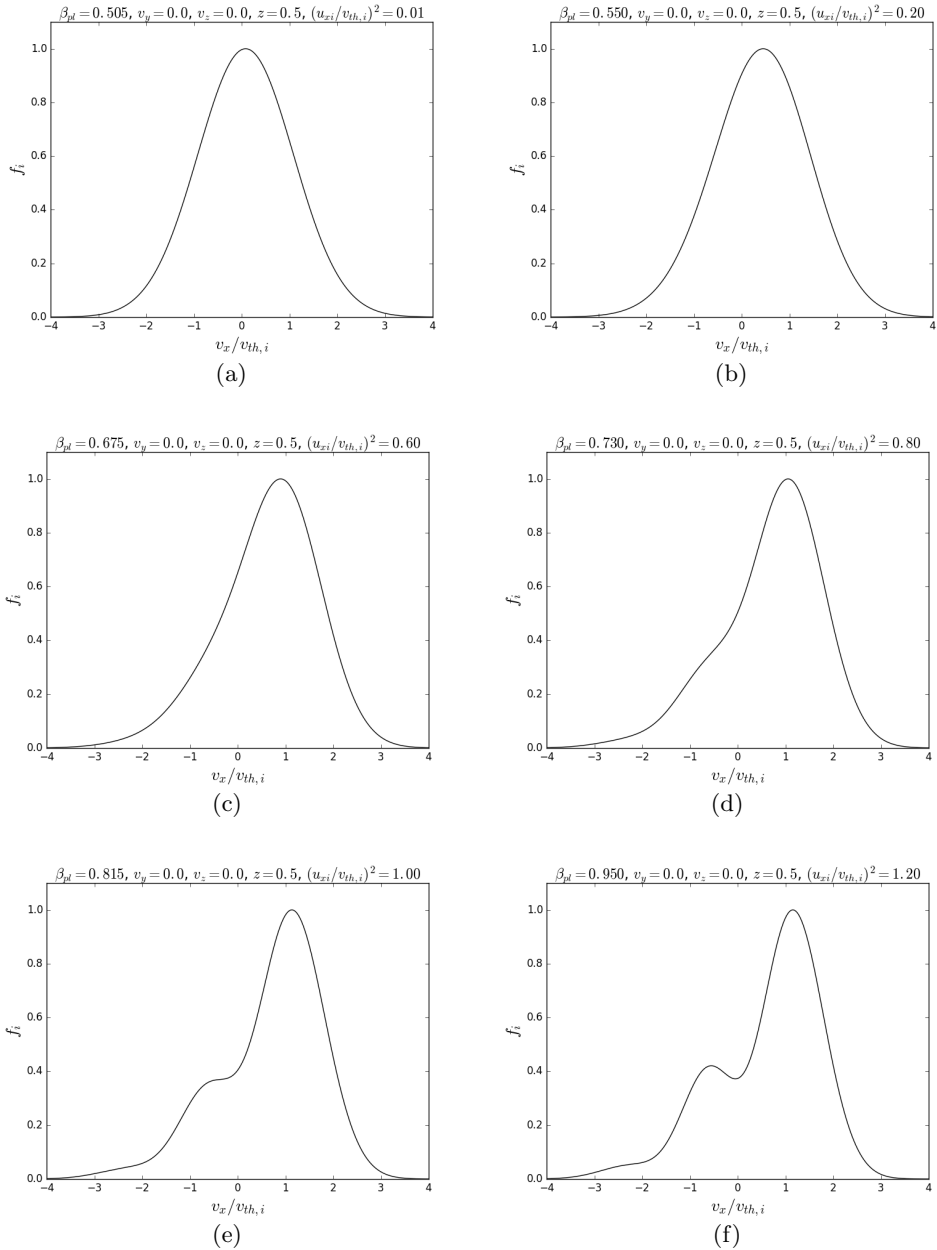 β_pl = 0.505, v_y = 0.0, v_z = 0.0, z = 0.5, (u_xi/v_th,i)^2 = 0.01
1.0
0.8
0.6
0.4
0.2
0.0
f_i
−4 −3 −2 −1 0 1 2 3 4
v_x/v_th,i
(a)
β_pl = 0.550, v_y = 0.0, v_z = 0.0, z = 0.5, (u_xi/v_th,i)^2 = 0.20
1.0
0.8
0.6
0.4
0.2
0.0
f_i
−4 −3 −2 −1 0 1 2 3 4
v_x/v_th,i
(b)
β_pl = 0.675, v_y = 0.0, v_z = 0.0, z = 0.5, (u_xi/v_th,i)^2 = 0.60
1.0
0.8
0.6
0.4
0.2
0.0
f_i
−4 −3 −2 −1 0 1 2 3 4
v_x/v_th,i
(c)
β_pl = 0.730, v_y = 0.0, v_z = 0.0, z = 0.5, (u_xi/v_th,i)^2 = 0.80
1.0
0.8
0.6
0.4
0.2
0.0
f_i
−4 −3 −2 −1 0 1 2 3 4
v_x/v_th,i
(d)
β_pl = 0.815, v_y = 0.0, v_z = 0.0, z = 0.5, (u_xi/v_th,i)^2 = 1.00
1.0
0.8
0.6
0.4
0.2
0.0
f_i
−4 −3 −2 −1 0 1 2 3 4
v_x/v_th,i
(e)
β_pl = 0.950, v_y = 0.0, v_z = 0.0, z = 0.5, (u_xi/v_th,i)^2 = 1.20
1.0
0.8
0.6
0.4
0.2
0.0
f_i
−4 −3 −2 −1 0 1 2 3 4
v_x/v_th,i
(f)